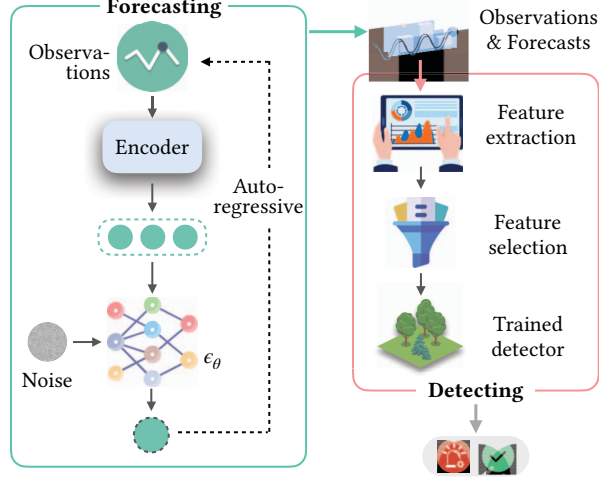 Forecasting
Observa-
tions
Encoder
Auto-
regressive
Noise
ϵθ
Observations
& Forecasts
Feature
extraction
Feature
selection
Trained
detector
Detecting